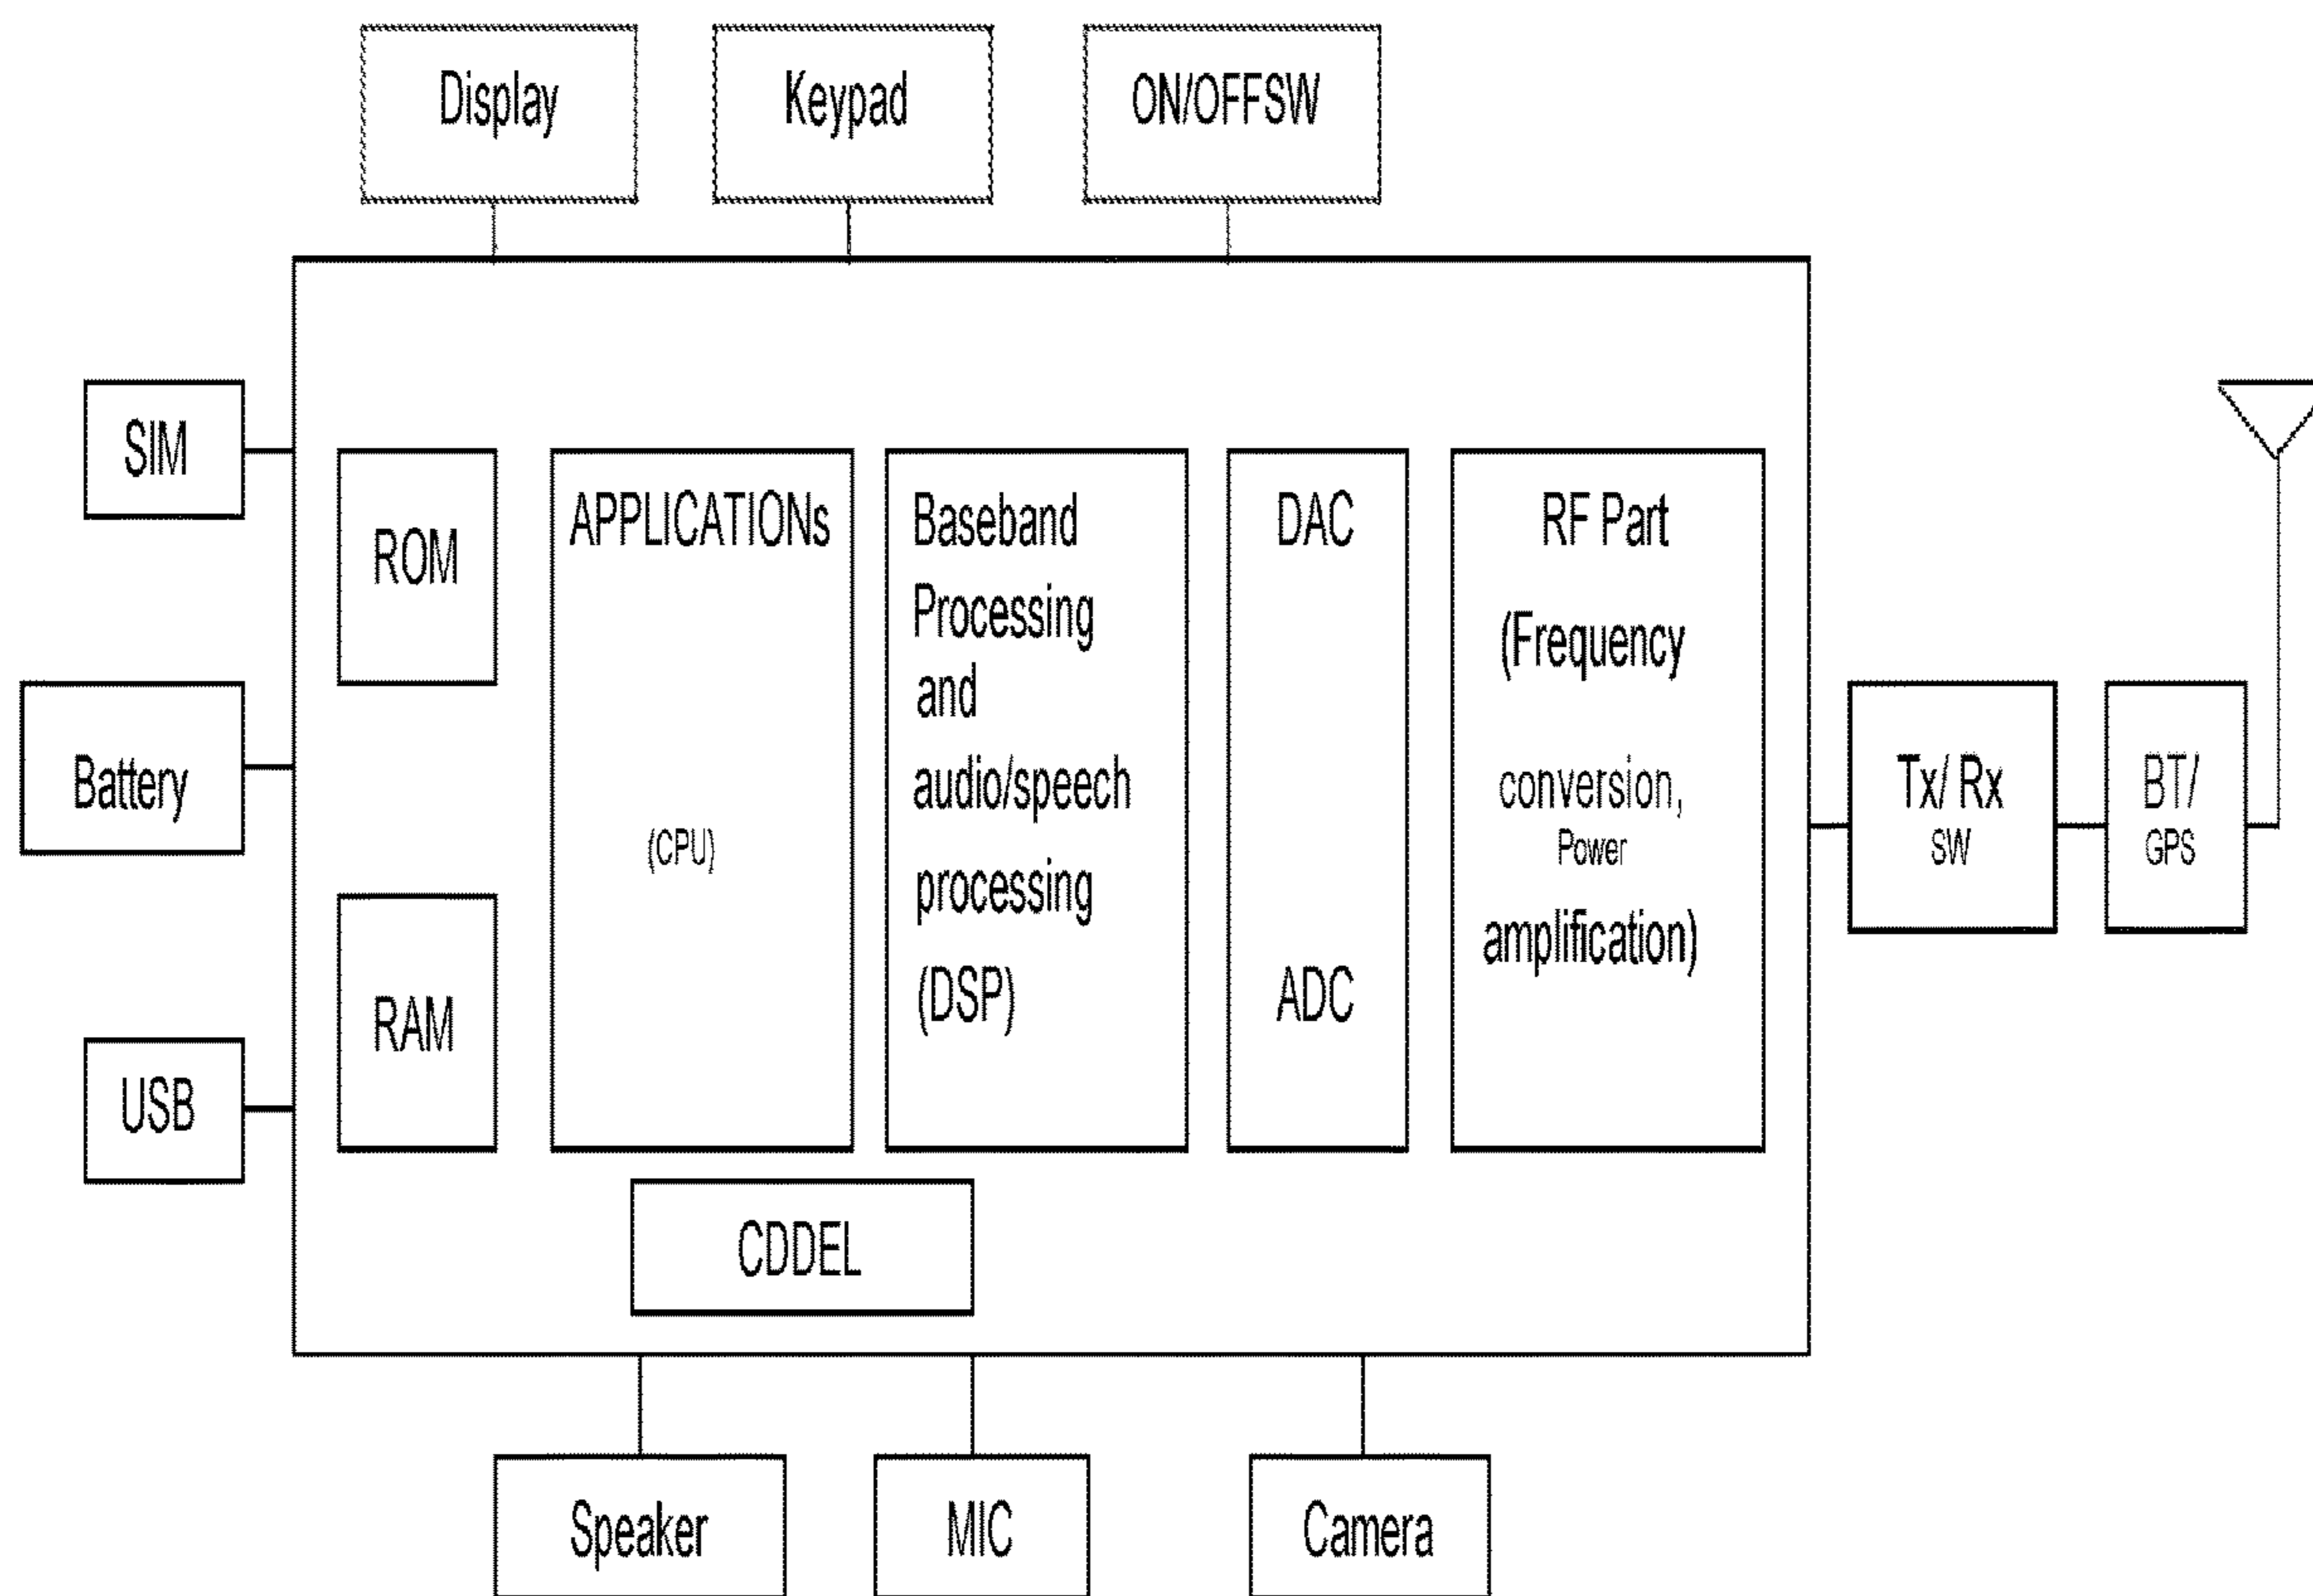 Display
Keypad
ON/OFFSW
SIM
Battery
USB
ROM
RAM
APPLICATIONs
(CPU)
Baseband
Processing
and
audio/speech
processing
(DSP)
DAC
ADC
RF Part
(Frequency
conversion,
Power
amplification)
CDDEL
Tx/ Rx
SW
BT/
GPS
Speaker
MIC
Camera